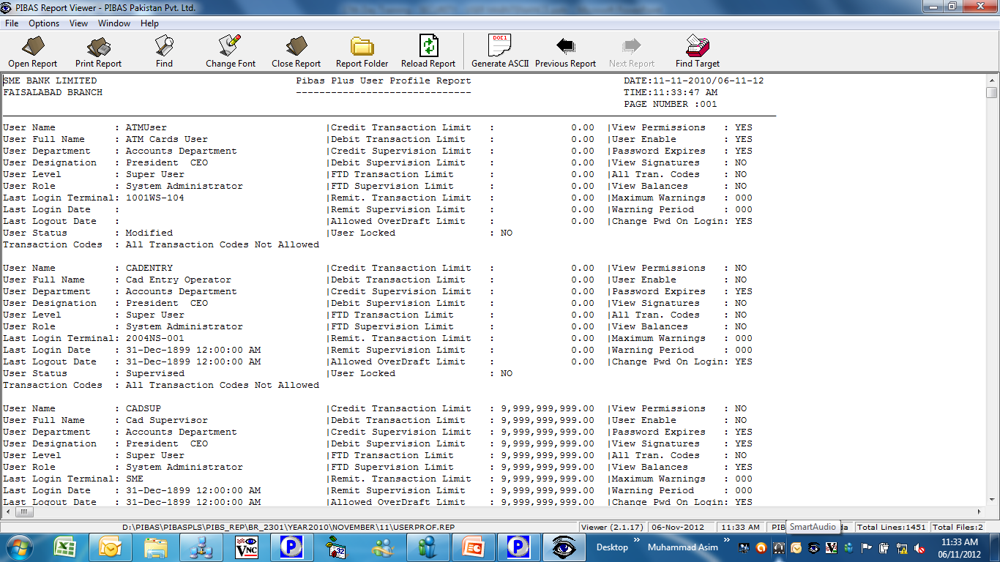 PIBAS Report Viewer - PIBAS Pakistan Pvt. Ltd.
File Options View Window Help
Open Report Print Report Find Change Font Close Report Report Folder Reload Report Generate ASCII Previous Report Next Report Find Target
SME BANK LIMITED Pibas Plus User Profile Report DATE:11-11-2010/06-11-12
FAISALABAD BRANCH ------------------------------ TIME:11:33:47 AM
PAGE NUMBER :001
User Name : ATMUser |Credit Transaction Limit : 0.00 |View Permissions : YES
User Full Name : ATM Cards User |Debit Transaction Limit : 0.00 |User Enable : YES
User Department : Accounts Department |Credit Supervision Limit : 0.00 |Password Expires : YES
User Designation : President CEO |Debit Supervision Limit : 0.00 |View Signatures : NO
User Level : Super User |FTD Transaction Limit : 0.00 |All Tran. Codes : NO
User Role : System Administrator |FTD Supervision Limit : 0.00 |View Balances : NO
Last Login Terminal: 1001WS-104 |Remit. Transaction Limit : 0.00 |Maximum Warnings : 000
Last Login Date : |Remit Supervision Limit : 0.00 |Warning Period : 000
Last Logout Date : |Allowed OverDraft Limit : 0.00 |Change Pwd On Login: YES
User Status : Modified |User Locked : NO
Transaction Codes : All Transaction Codes Not Allowed
User Name : CADENTRY |Credit Transaction Limit : 0.00 |View Permissions : NO
User Full Name : Cad Entry Operator |Debit Transaction Limit : 0.00 |User Enable : NO
User Department : Accounts Department |Credit Supervision Limit : 0.00 |Password Expires : YES
User Designation : President CEO |Debit Supervision Limit : 0.00 |View Signatures : NO
User Level : Super User |FTD Transaction Limit : 0.00 |All Tran. Codes : NO
User Role : System Administrator |FTD Supervision Limit : 0.00 |View Balances : NO
Last Login Terminal: 2004NS-001 |Remit. Transaction Limit : 0.00 |Maximum Warnings : 000
Last Login Date : 31-Dec-1899 12:00:00 AM |Remit Supervision Limit : 0.00 |Warning Period : 000
Last Logout Date : 31-Dec-1899 12:00:00 AM |Allowed OverDraft Limit : 0.00 |Change Pwd On Login: YES
User Status : Supervised |User Locked : NO
Transaction Codes : All Transaction Codes Not Allowed
User Name : CADSUP |Credit Transaction Limit : 9,999,999,999.00 |View Permissions : NO
User Full Name : Cad Supervisor |Debit Transaction Limit : 9,999,999,999.00 |User Enable : NO
User Department : Accounts Department |Credit Supervision Limit : 9,999,999,999.00 |Password Expires : YES
User Designation : President CEO |Debit Supervision Limit : 9,999,999,999.00 |View Signatures : YES
User Level : Super User |FTD Transaction Limit : 9,999,999,999.00 |All Tran. Codes : NO
User Role : System Administrator |FTD Supervision Limit : 9,999,999,999.00 |View Balances : YES
Last Login Terminal: SME |Remit. Transaction Limit : 9,999,999,999.00 |Maximum Warnings : 000
Last Login Date : 31-Dec-1899 12:00:00 AM |Remit Supervision Limit : 9,999,999,999.00 |Warning Period : 000
Last Logout Date : 31-Dec-1899 12:00:00 AM |Allowed OverDraft Limit : 9,999,999,999.00 |Change Pwd On Login: YES
D:\PIBAS\PIBASPLS\PIBS_REP\BR_2301\YEAR2010\NOVEMBER\11\USERPROF.REP Viewer (2.1.17) 06-Nov-2012 11:33 AM PIB SmartAudio da Total Lines:1451 Total Files:2
Desktop » Muhammad Asim » 11:33 AM
06/11/2012